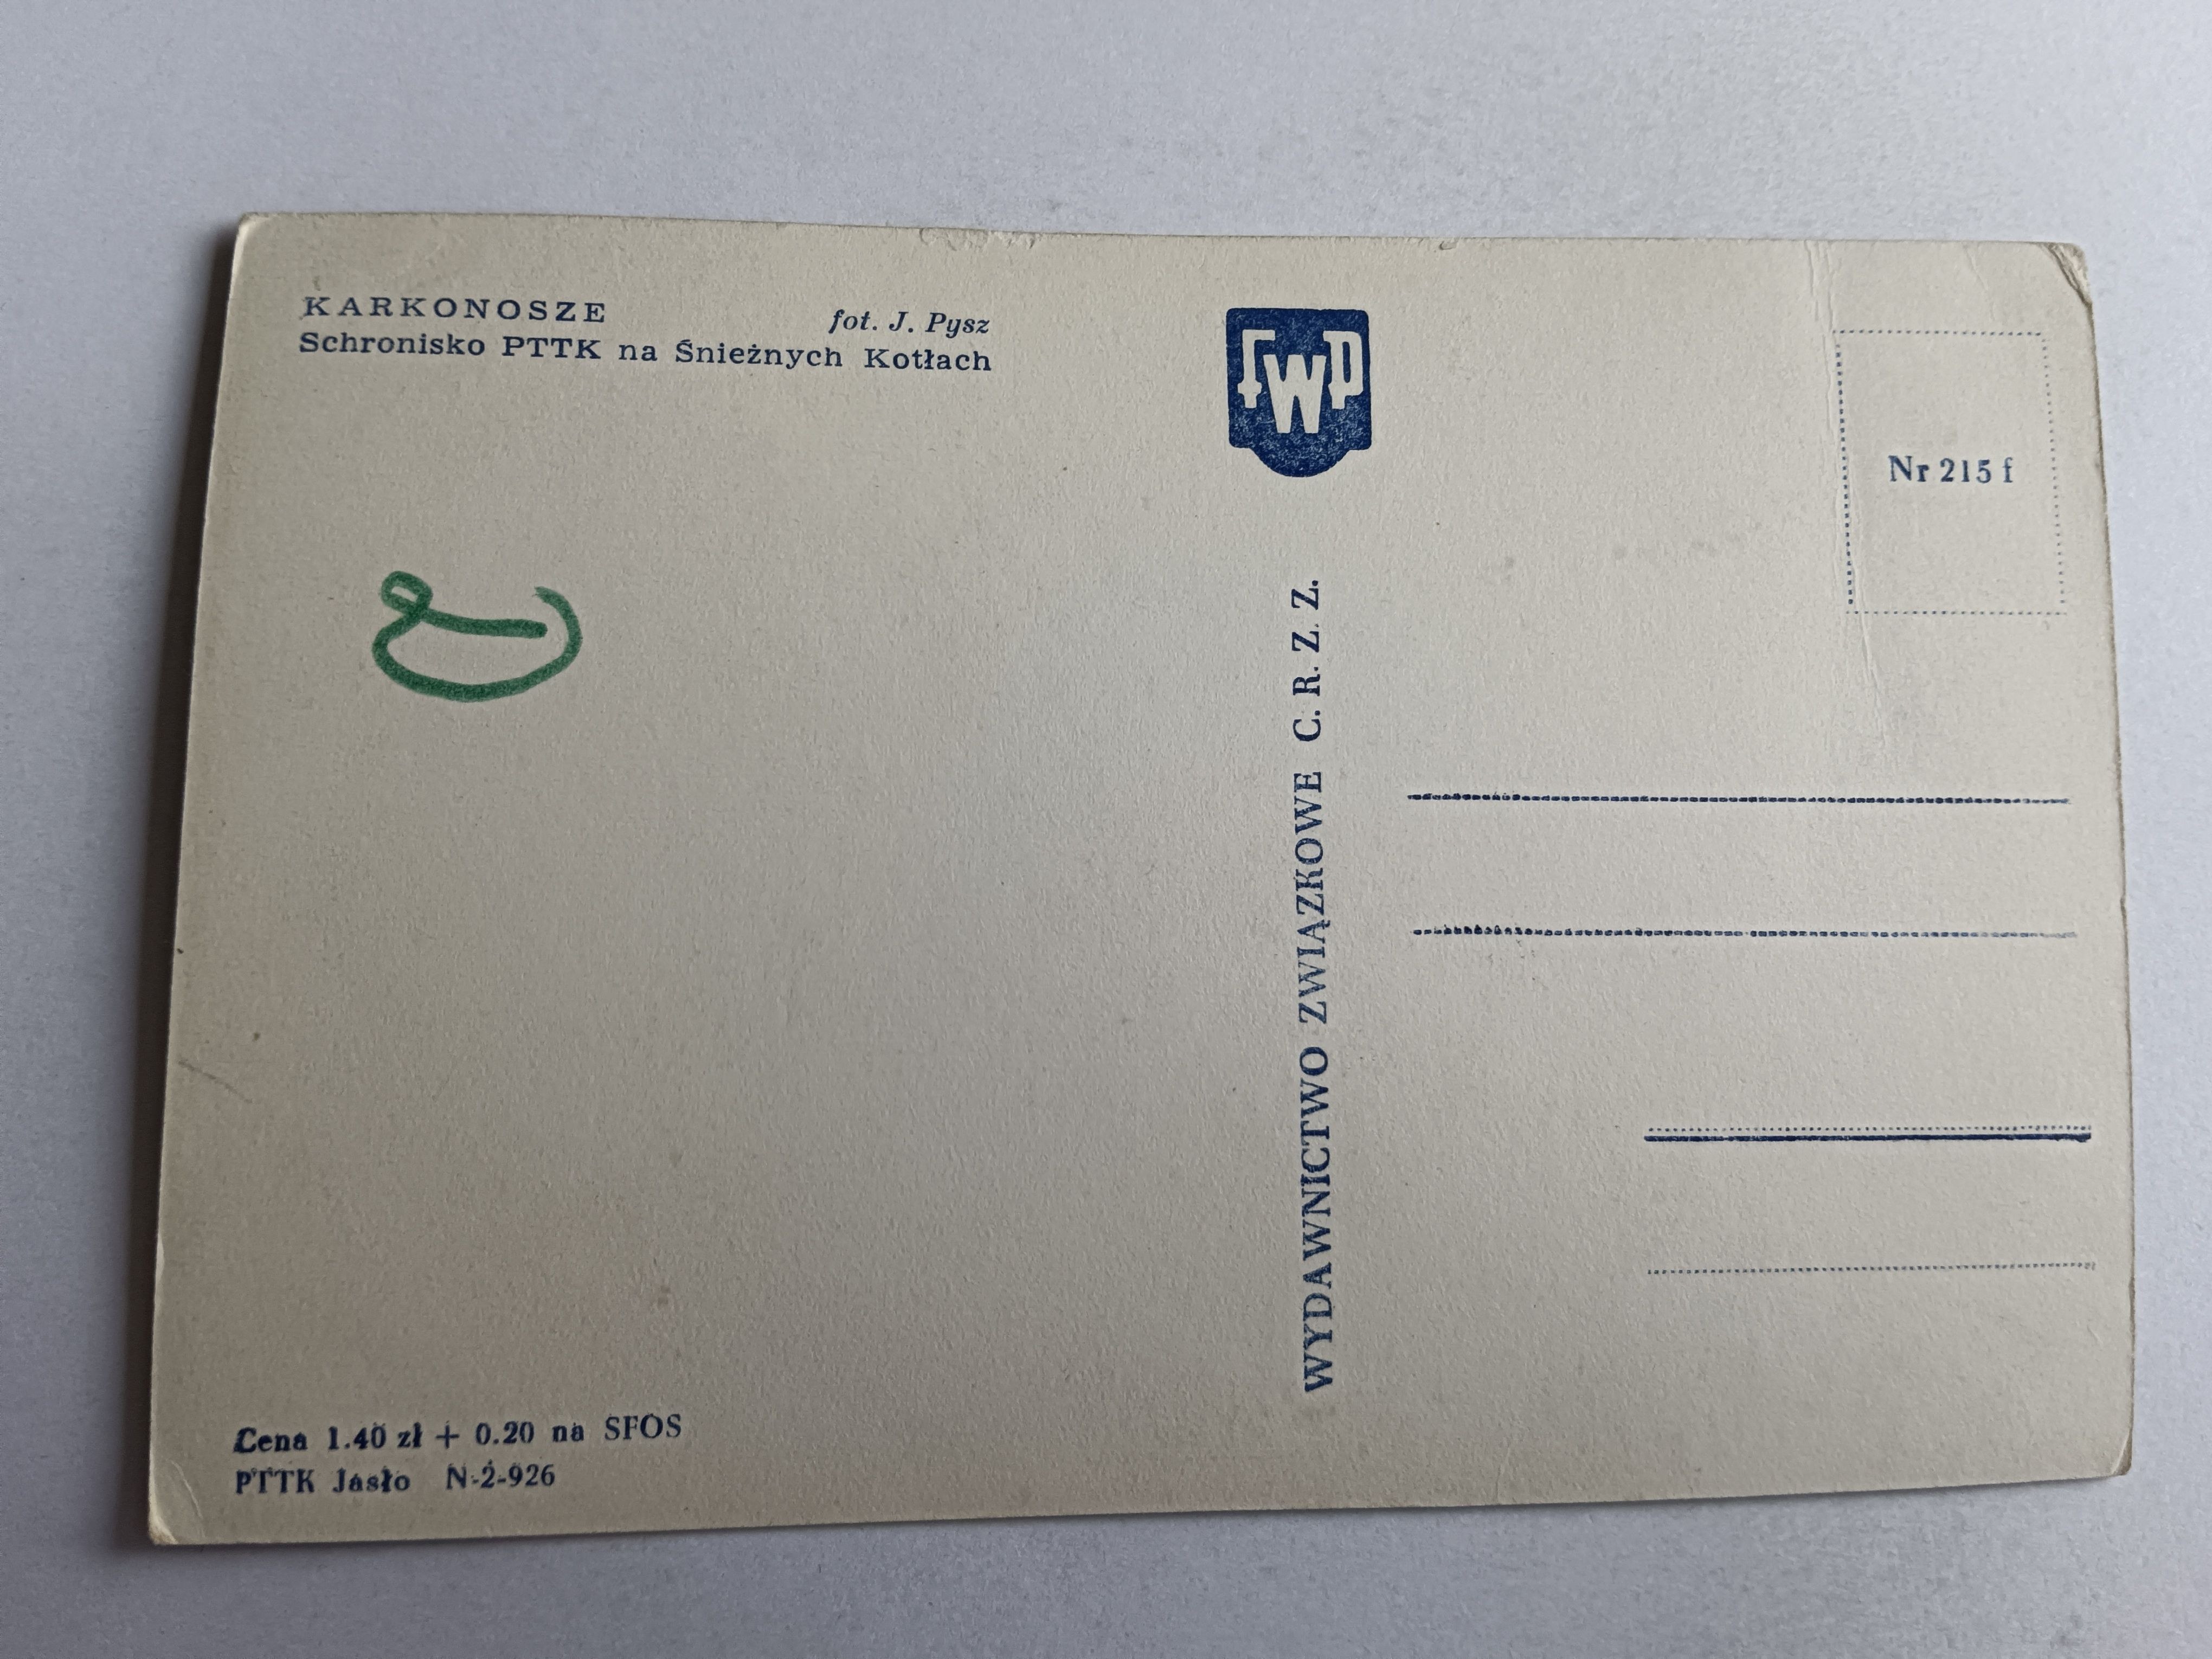 KARKONOSZE
fot. J. Pysz
Schronisko PTTK na Śnieżnych Kotłach
FWP
Nr 215 f
WYDAWNICTWO ZWIĄZKOWE C. R. Z. Z.
Cena 1.40 zł + 0.20 na SFOS
PTTK Jasło N-2-926